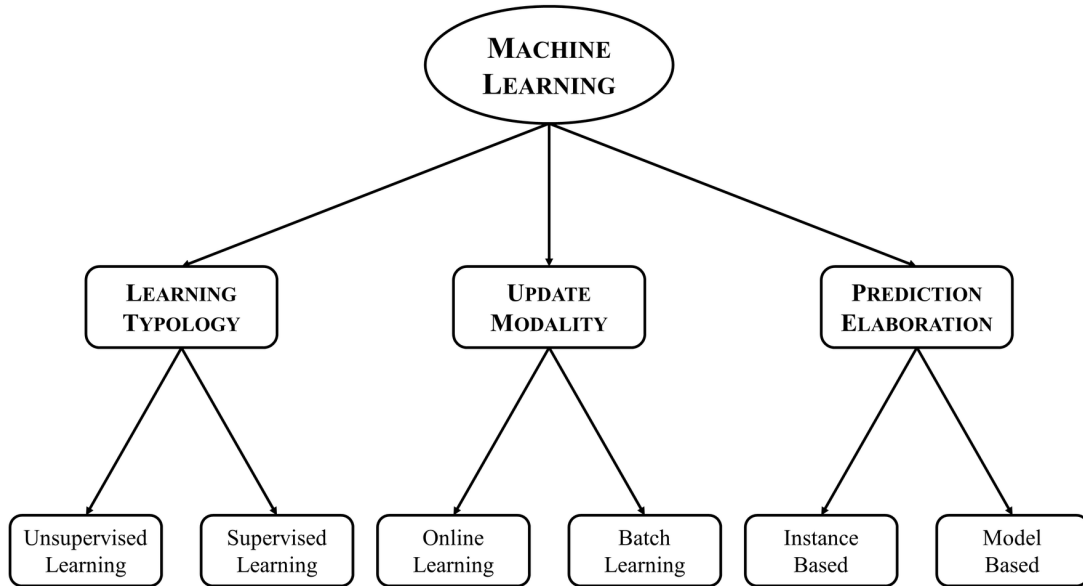 MACHINE
LEARNING
LEARNING
TYPOLOGY
UPDATE
MODALITY
PREDICTION
ELABORATION
Unsupervised
Learning
Supervised
Learning
Online
Learning
Batch
Learning
Instance
Based
Model
Based